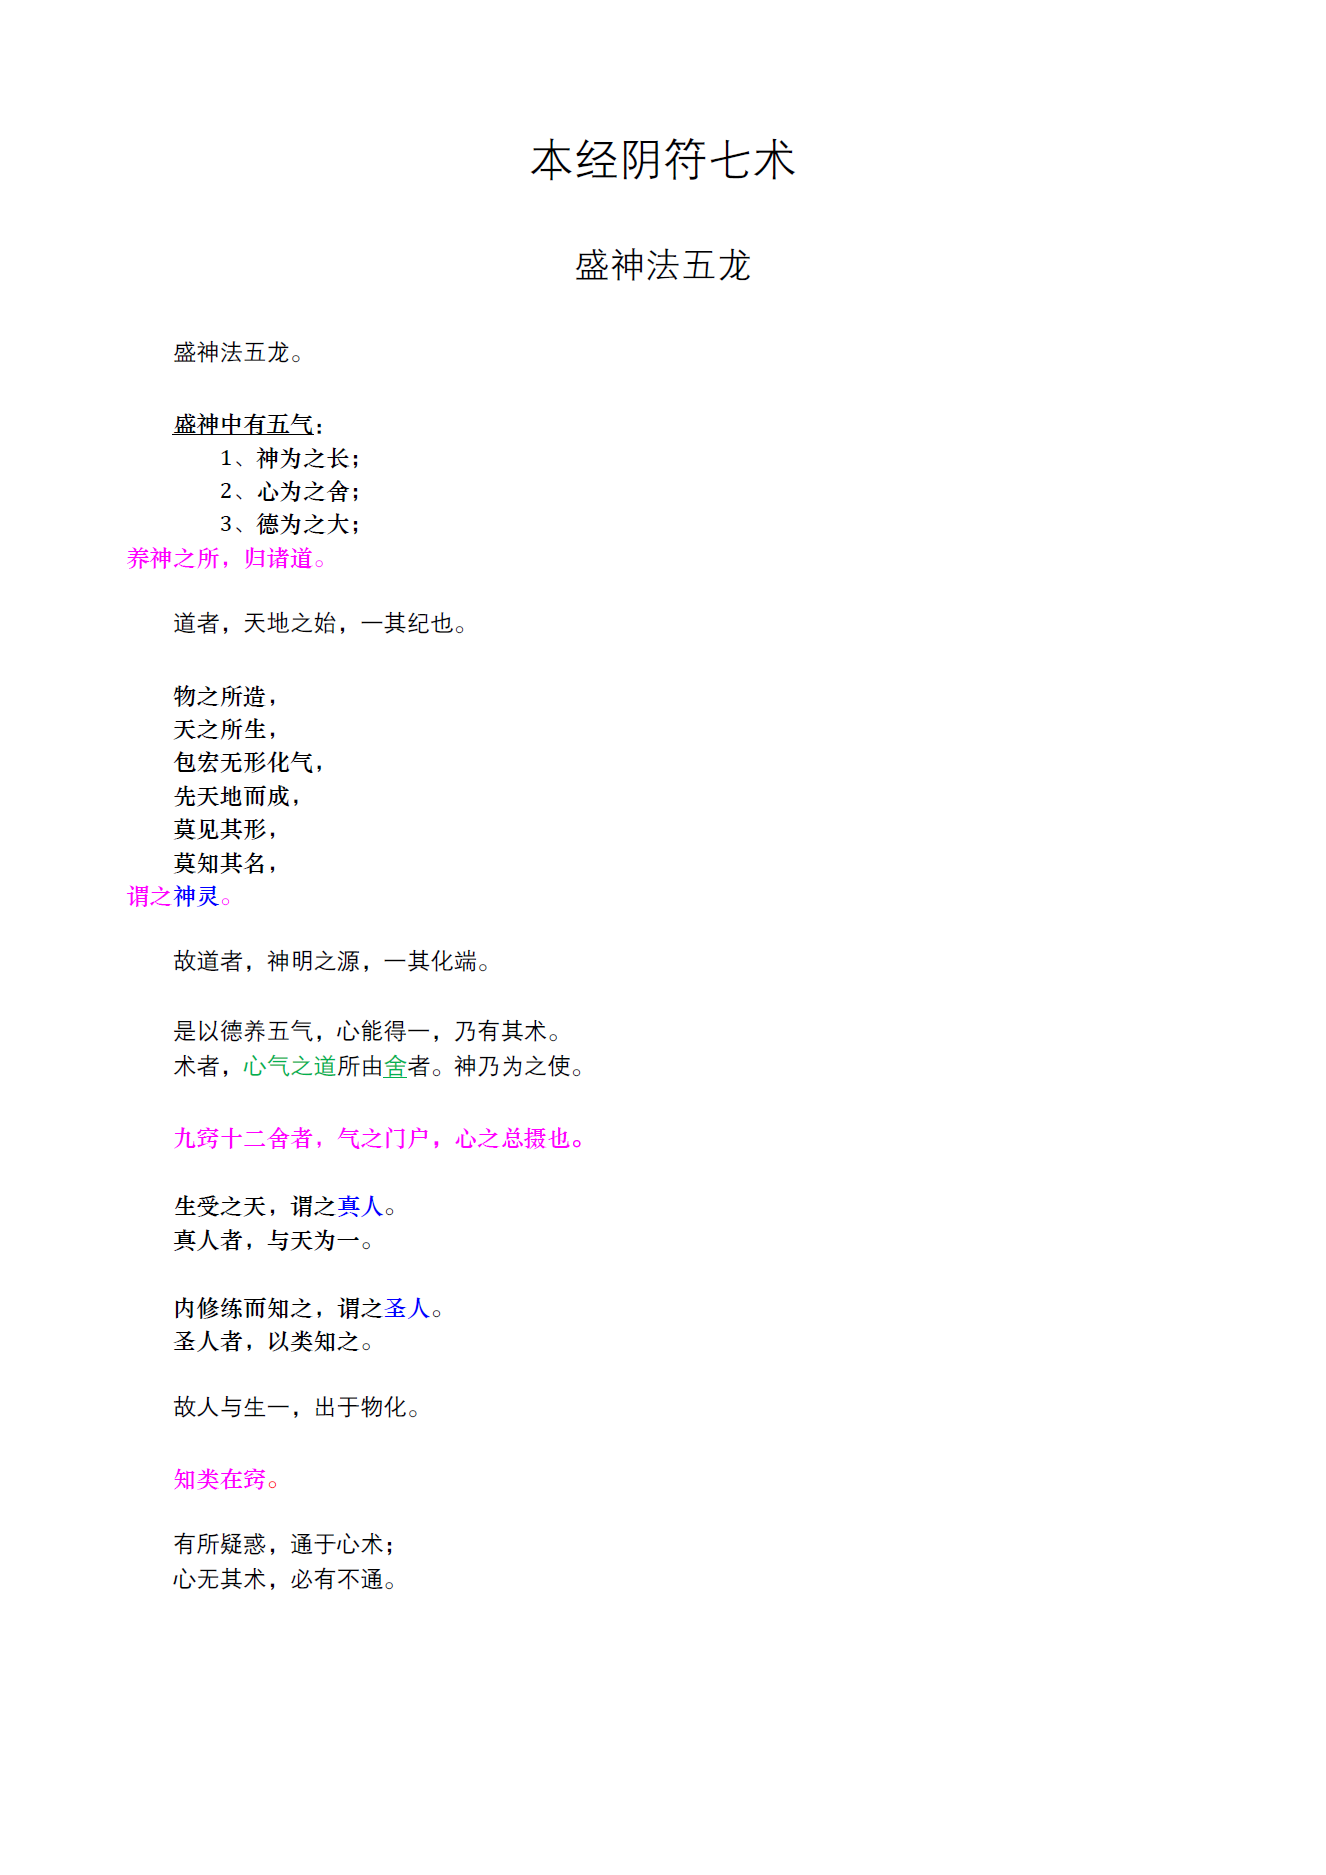 本经阴符七术
盛神法五龙
盛神法五龙。
盛神中有五气：
1、神为之长；
2、心为之舍；
3、德为之大；
养神之所，归诸道。
道者，天地之始，一其纪也。
物之所造，
天之所生，
包宏无形化气，
先天地而成，
莫见其形，
莫知其名，
谓之神灵。
故道者，神明之源，一其化端。
是以德养五气，心能得一，乃有其术。
术者，心气之道所由舍者。神乃为之使。
九窍十二舍者，气之门户，心之总摄也。
生受之天，谓之真人。
真人者，与天为一。
内修练而知之，谓之圣人。
圣人者，以类知之。
故人与生一，出于物化。
知类在窍。
有所疑惑，通于心术；
心无其术，必有不通。